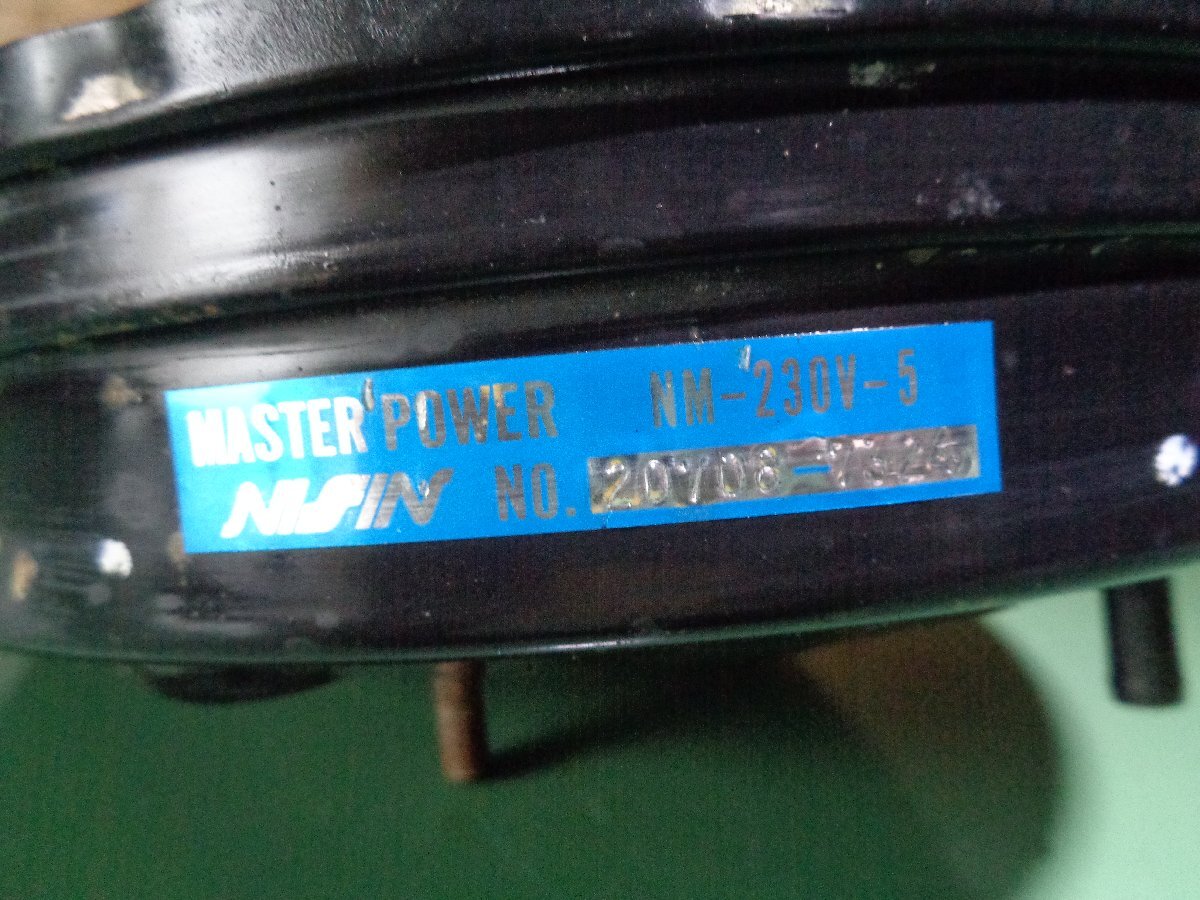 MASTER POWER NM-230V-5
NISSIN NO.